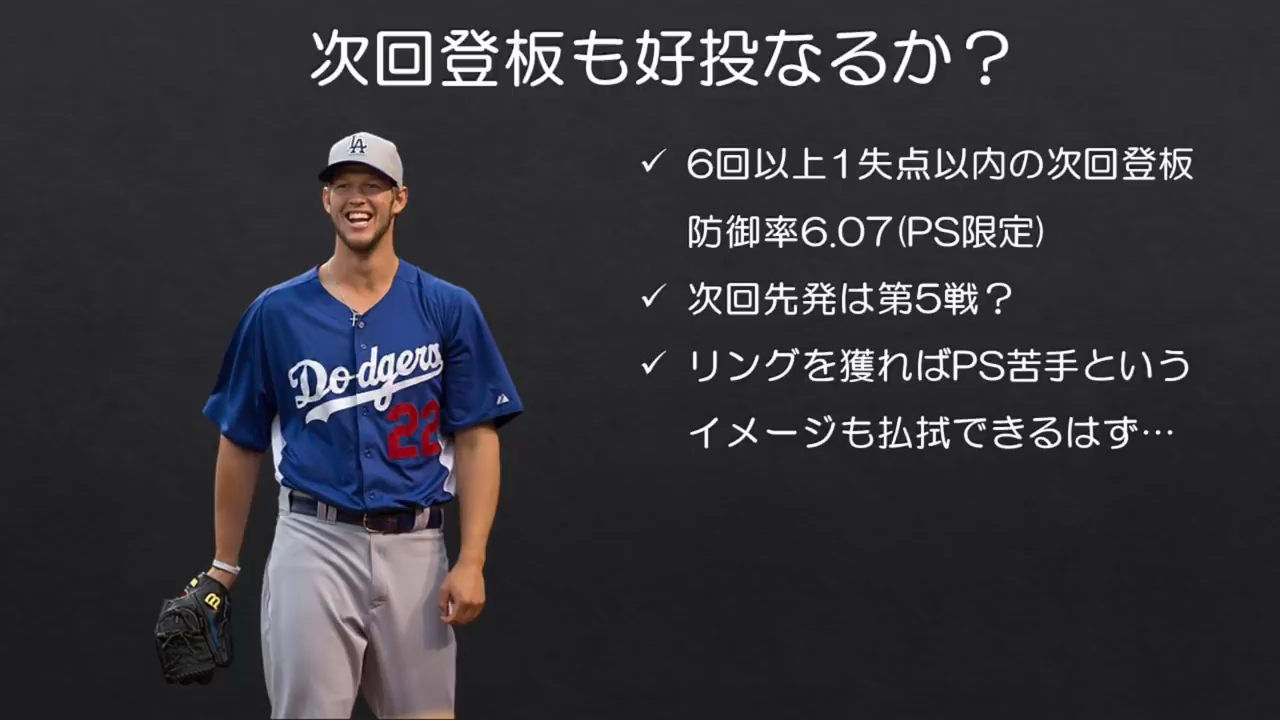 次回登板も好投なるか？
✓ 6回以上1失点以内の次回登板
防御率6.07(PS限定)
✓ 次回先発は第5戦？
✓ リングを獲ればPS苦手という
イメージも払拭できるはず…
LA
Dodgers
22